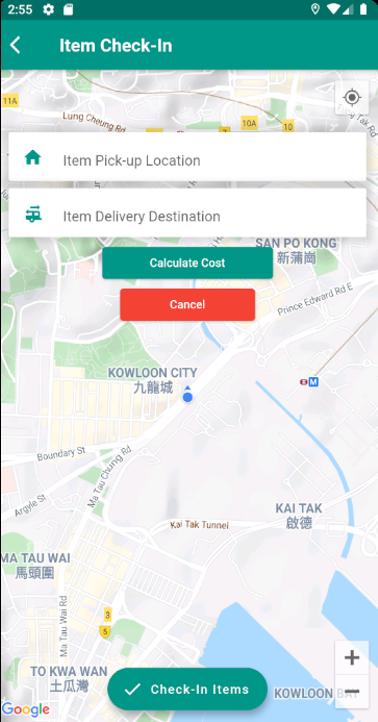 2:55
Item Check-In
11A
Lung Cheung Rd
10A
10
7
Item Pick-up Location
Item Delivery Destination
SAN PO KONG
新蒲崗
Calculate Cost
Cancel
Prince Edward Rd E
M
KOWLOON CITY
九龍城
Boundary St
Ma Tau Chung Rd
Argyle St
KAI TAK
啟德
Kai Tak Tunnel
MA TAU WAI
馬頭圍
Ma Tau Wai Rd
3
5
TO KWA WAN
土瓜灣
Check-In Items
KOWLOON BAY
Google